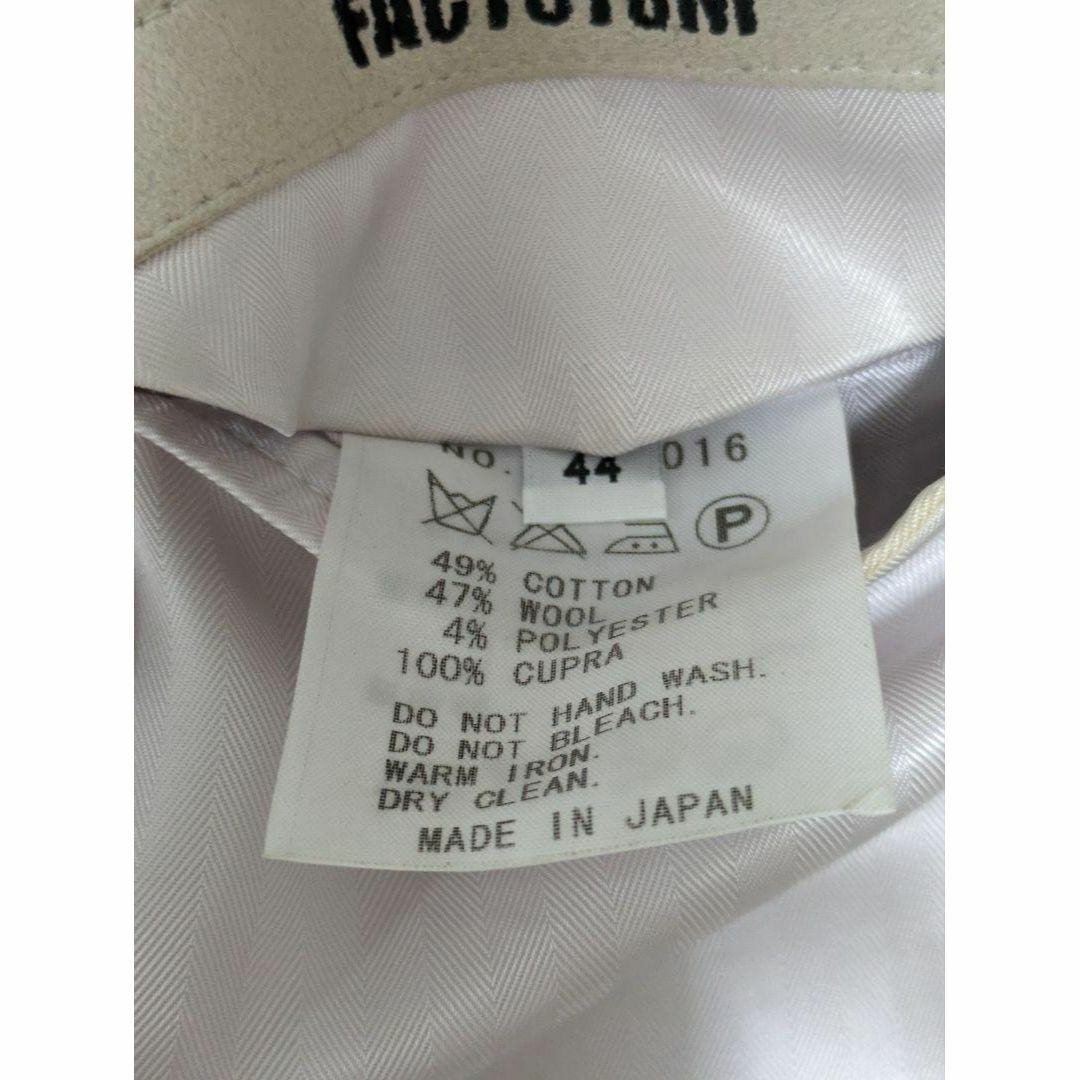 FACTOTUM
NO. 44 016
P
49% COTTON
47% WOOL
4% POLYESTER
100% CUPRA
DO NOT HAND WASH.
DO NOT BLEACH.
WARM IRON.
DRY CLEAN.
MADE IN JAPAN